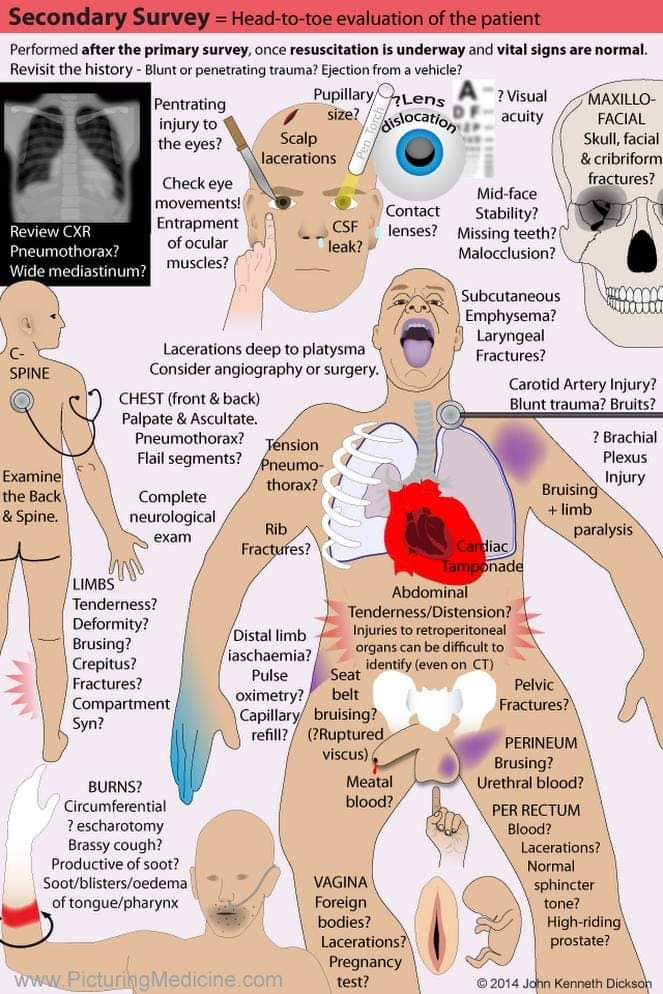 Secondary Survey = Head-to-toe evaluation of the patient
Performed after the primary survey, once resuscitation is underway and vital signs are normal.
Revisit the history - Blunt or penetrating trauma? Ejection from a vehicle?
Pentrating
injury to
the eyes?
Pupillary
size?
Pen Torch
?Lens
dislocation
A
D F
? Visual
acuity
MAXILLO-
FACIAL
Skull, facial
& cribriform
fractures?
Scalp
lacerations
Check eye
movements!
Entrapment
of ocular
muscles?
CSF
leak?
Contact
lenses?
Mid-face
Stability?
Missing teeth?
Malocclusion?
Review CXR
Pneumothorax?
Wide mediastinum?
Subcutaneous
Emphysema?
Laryngeal
Fractures?
Lacerations deep to platysma
Consider angiography or surgery.
C-
SPINE
Carotid Artery Injury?
Blunt trauma? Bruits?
CHEST (front & back)
Palpate & Ascultate.
Pneumothorax?
Flail segments?
Tension
Pneumo-
thorax?
? Brachial
Plexus
Injury
Bruising
+ limb
paralysis
Examine
the Back
& Spine.
Complete
neurological
exam
Rib
Fractures?
Cardiac
Tamponade
LIMBS
Tenderness?
Deformity?
Brusing?
Crepitus?
Fractures?
Compartment
Syn?
Abdominal
Tenderness/Distension?
Injuries to retroperitoneal
organs can be difficult to
identify (even on CT)
Distal limb
iaschaemia?
Pulse
oximetry?
Capillary
refill?
Seat
belt
bruising?
(?Ruptured
viscus)
Pelvic
Fractures?
Meatal
blood?
PERINEUM
Brusing?
Urethral blood?
BURNS?
Circumferential
? escharotomy
Brassy cough?
Productive of soot?
Soot/blisters/oedema
of tongue/pharynx
PER RECTUM
Blood?
Lacerations?
Normal
sphincter
tone?
High-riding
prostate?
VAGINA
Foreign
bodies?
Lacerations?
Pregnancy
test?
www.PicturingMedicine.com
© 2014 John Kenneth Dickson